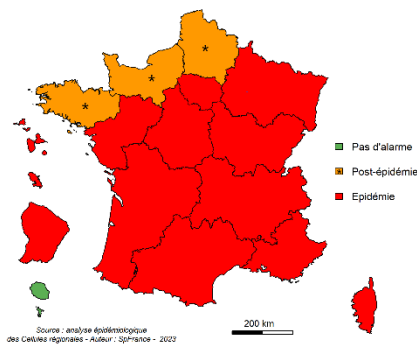 *
*
*
Pas d'alarme
* Post-épidémie
Epidémie
200 km
Source : analyse épidémiologique
des Cellules régionales - Auteur : SpFrance - 2023